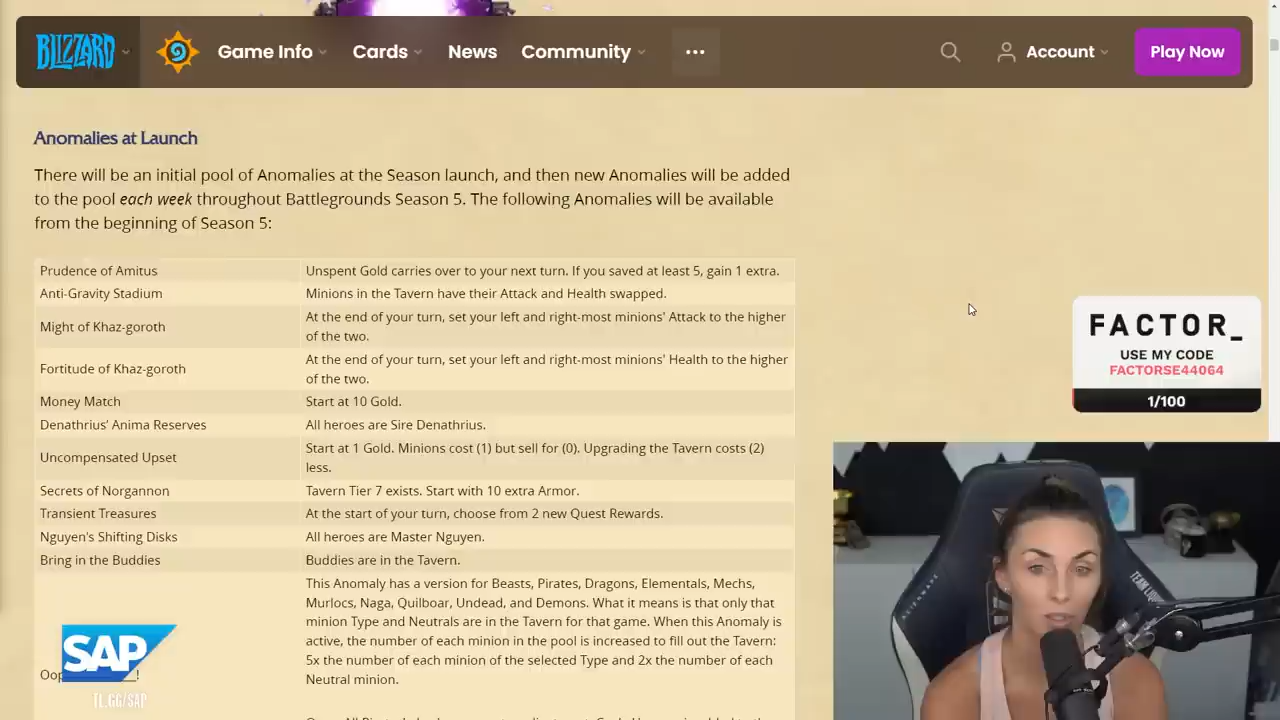 BLIZZARD
Game Info
Cards
News
Community
...
Account
Play Now
Anomalies at Launch
There will be an initial pool of Anomalies at the Season launch, and then new Anomalies will be added
to the pool each week throughout Battlegrounds Season 5. The following Anomalies will be available
from the beginning of Season 5:
Prudence of Amitus
Unspent Gold carries over to your next turn. If you saved at least 5, gain 1 extra.
Anti-Gravity Stadium
Minions in the Tavern have their Attack and Health swapped.
Might of Khaz-goroth
At the end of your turn, set your left and right-most minions' Attack to the higher
of the two.
Fortitude of Khaz-goroth
At the end of your turn, set your left and right-most minions' Health to the higher
of the two.
Money Match
Start at 10 Gold.
Denathrius' Anima Reserves
All heroes are Sire Denathrius.
Uncompensated Upset
Start at 1 Gold. Minions cost (1) but sell for (0). Upgrading the Tavern costs (2)
less.
Secrets of Norgannon
Tavern Tier 7 exists. Start with 10 extra Armor.
Transient Treasures
At the start of your turn, choose from 2 new Quest Rewards.
Nguyen's Shifting Disks
All heroes are Master Nguyen.
Bring in the Buddies
Buddies are in the Tavern.
This Anomaly has a version for Beasts, Pirates, Dragons, Elementals, Mechs,
Murlocs, Naga, Quilboar, Undead, and Demons. What it means is that only that
minion Type and Neutrals are in the Tavern for that game. When this Anomaly is
active, the number of each minion in the pool is increased to fill out the Tavern:
5x the number of each minion of the selected Type and 2x the number of each
Neutral minion.
FACTOR_
USE MY CODE
FACTORSE44064
1/100
SAP
TL.GG/SAP